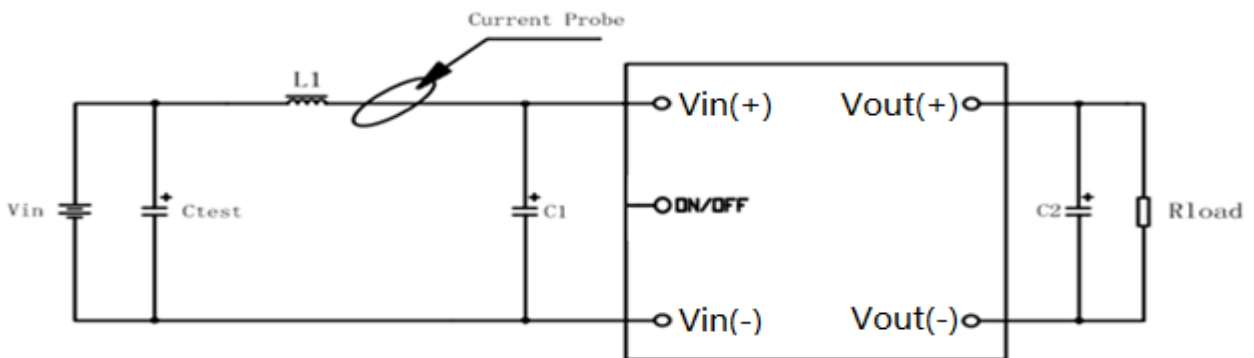 Current Probe
L1
Vin(+) Vout(+)
Vin
Ctest
C1
ON/OFF
C2
Rload
Vin(-) Vout(-)